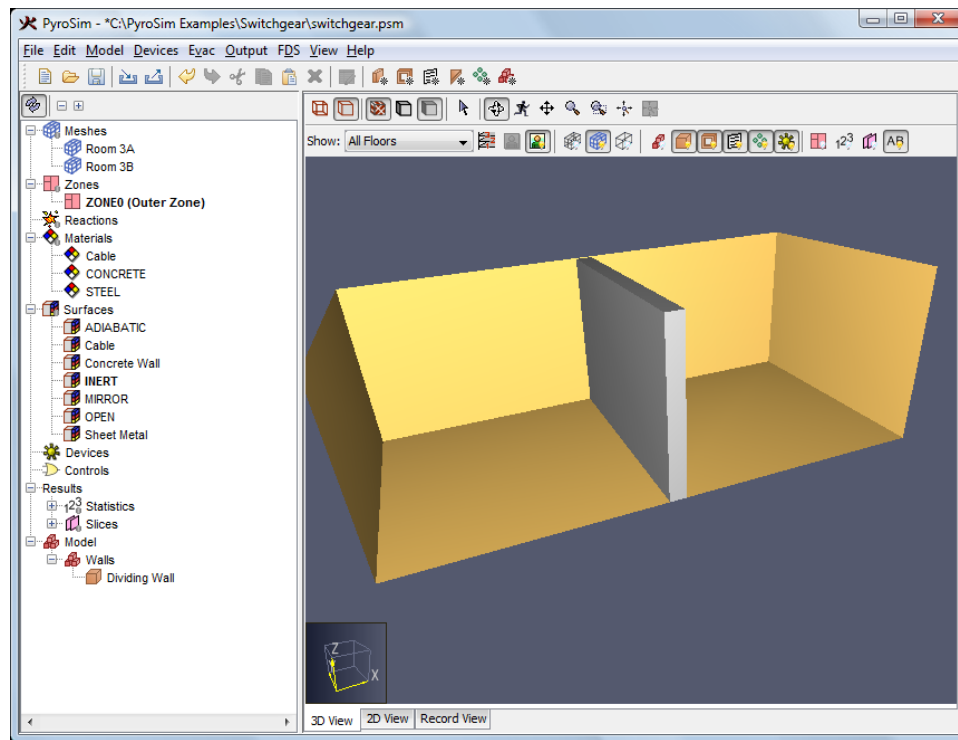 PyroSim - *C:\PyroSim Examples\Switchgear\switchgear.psm
File Edit Model Devices Evac Output FDS View Help
Show: All Floors
123
AB
Meshes
Room 3A
Room 3B
Zones
ZONE0 (Outer Zone)
Reactions
Materials
Cable
CONCRETE
STEEL
Surfaces
ADIABATIC
Cable
Concrete Wall
INERT
MIRROR
OPEN
Sheet Metal
Devices
Controls
Results
123 Statistics
Slices
Model
Walls
Dividing Wall
Z
X
3D View 2D View Record View